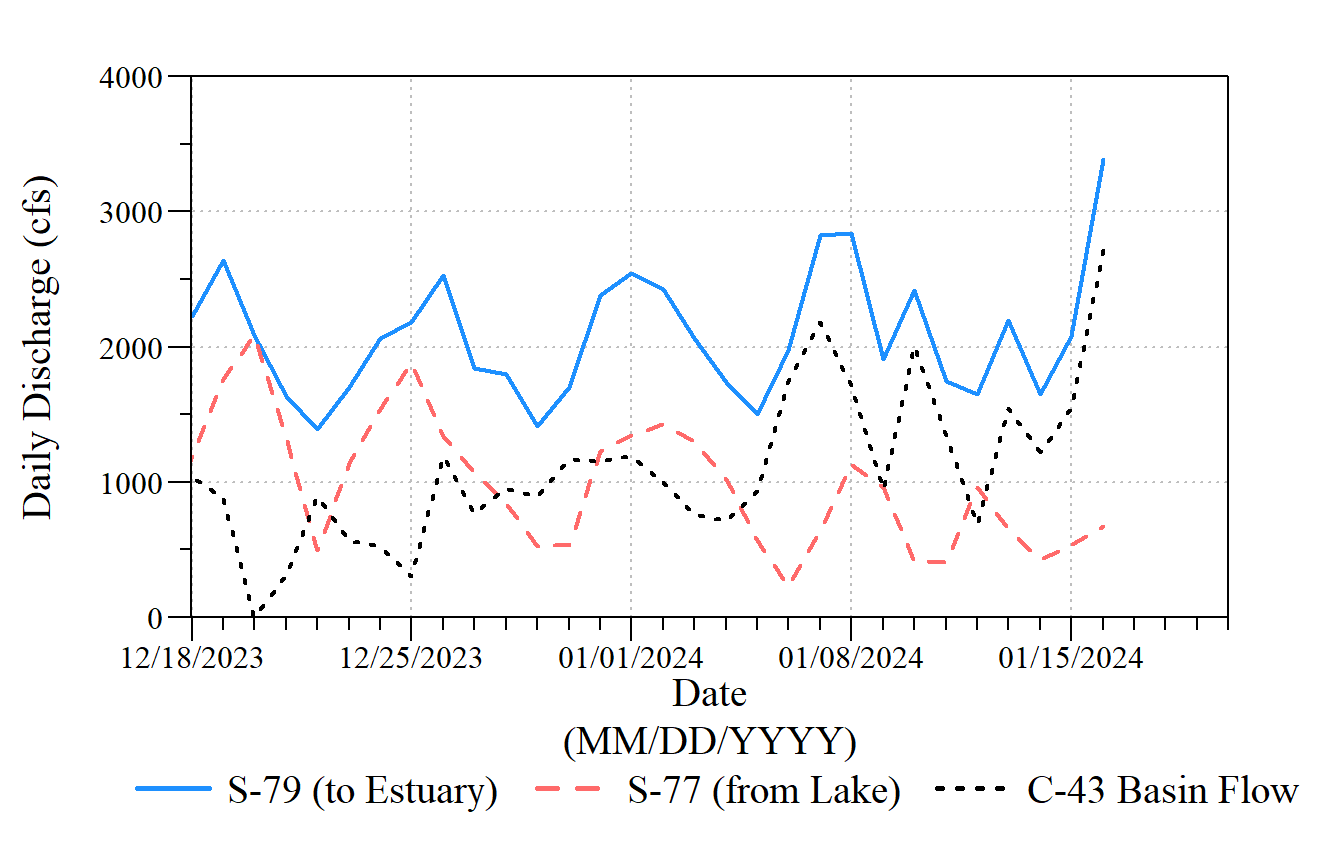 4000
3000
2000
1000
0
Daily Discharge (cfs)
12/18/2023 12/25/2023 01/01/2024 01/08/2024 01/15/2024
Date
(MM/DD/YYYY)
S-79 (to Estuary) S-77 (from Lake) C-43 Basin Flow